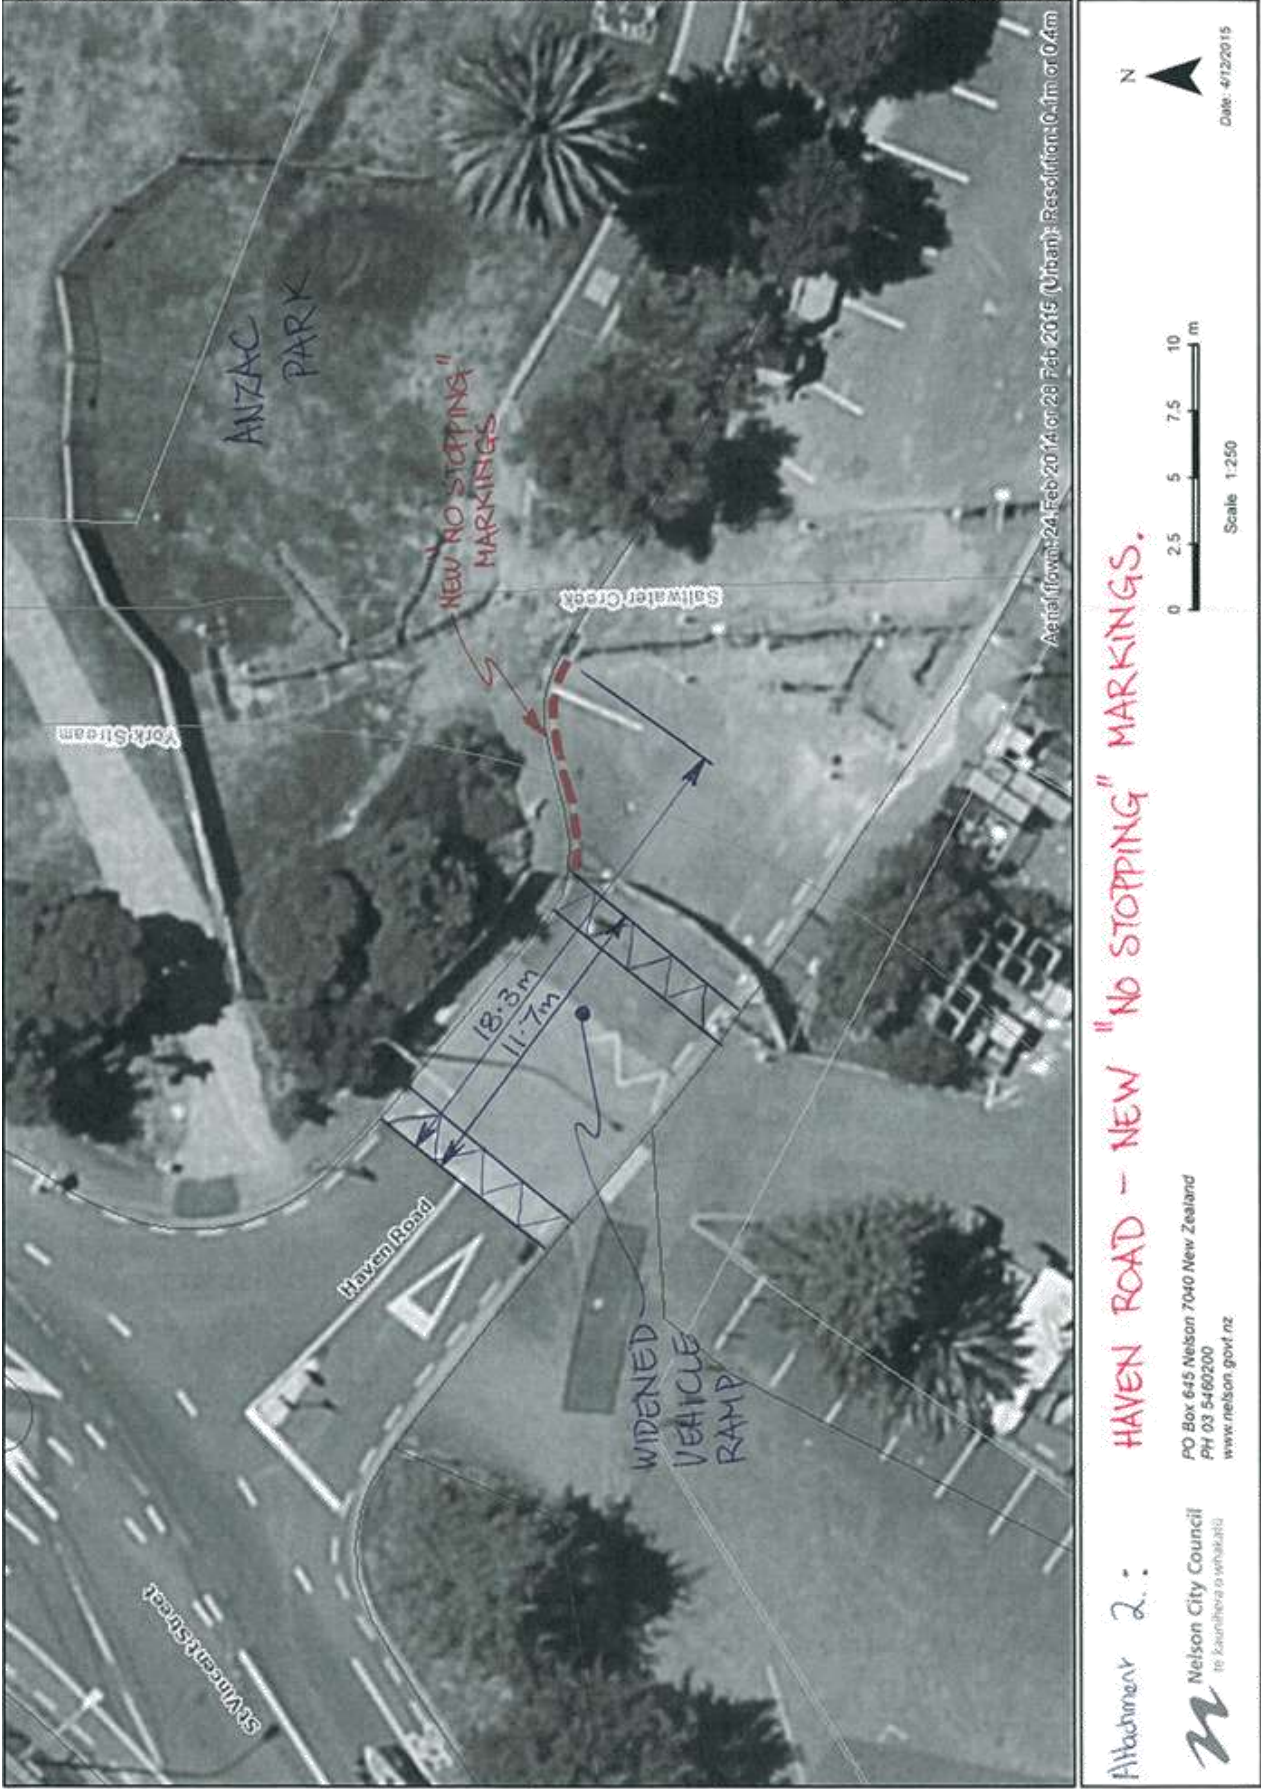 ANZAC
PARK
"NEW NO STOPPING"
MARKINGS
York Stream
Saltwater Creek
18.3m
11.7m
Haven Road
WIDENED
VEHICLE
RAMP
St Vincent Street
Aerial flown: 24 Feb 2014 or 28 Feb 2015 (Urban): Resolution: 0.1m or 0.4m
Attachment 2.: HAVEN ROAD – NEW "NO STOPPING" MARKINGS.
Nelson City Council
te kaunihera o whakatū
PO Box 645 Nelson 7040 New Zealand
PH 03 5460200
www.nelson.govt.nz
0 2.5 5 7.5 10
m
Scale 1:250
N
Date: 4/12/2015